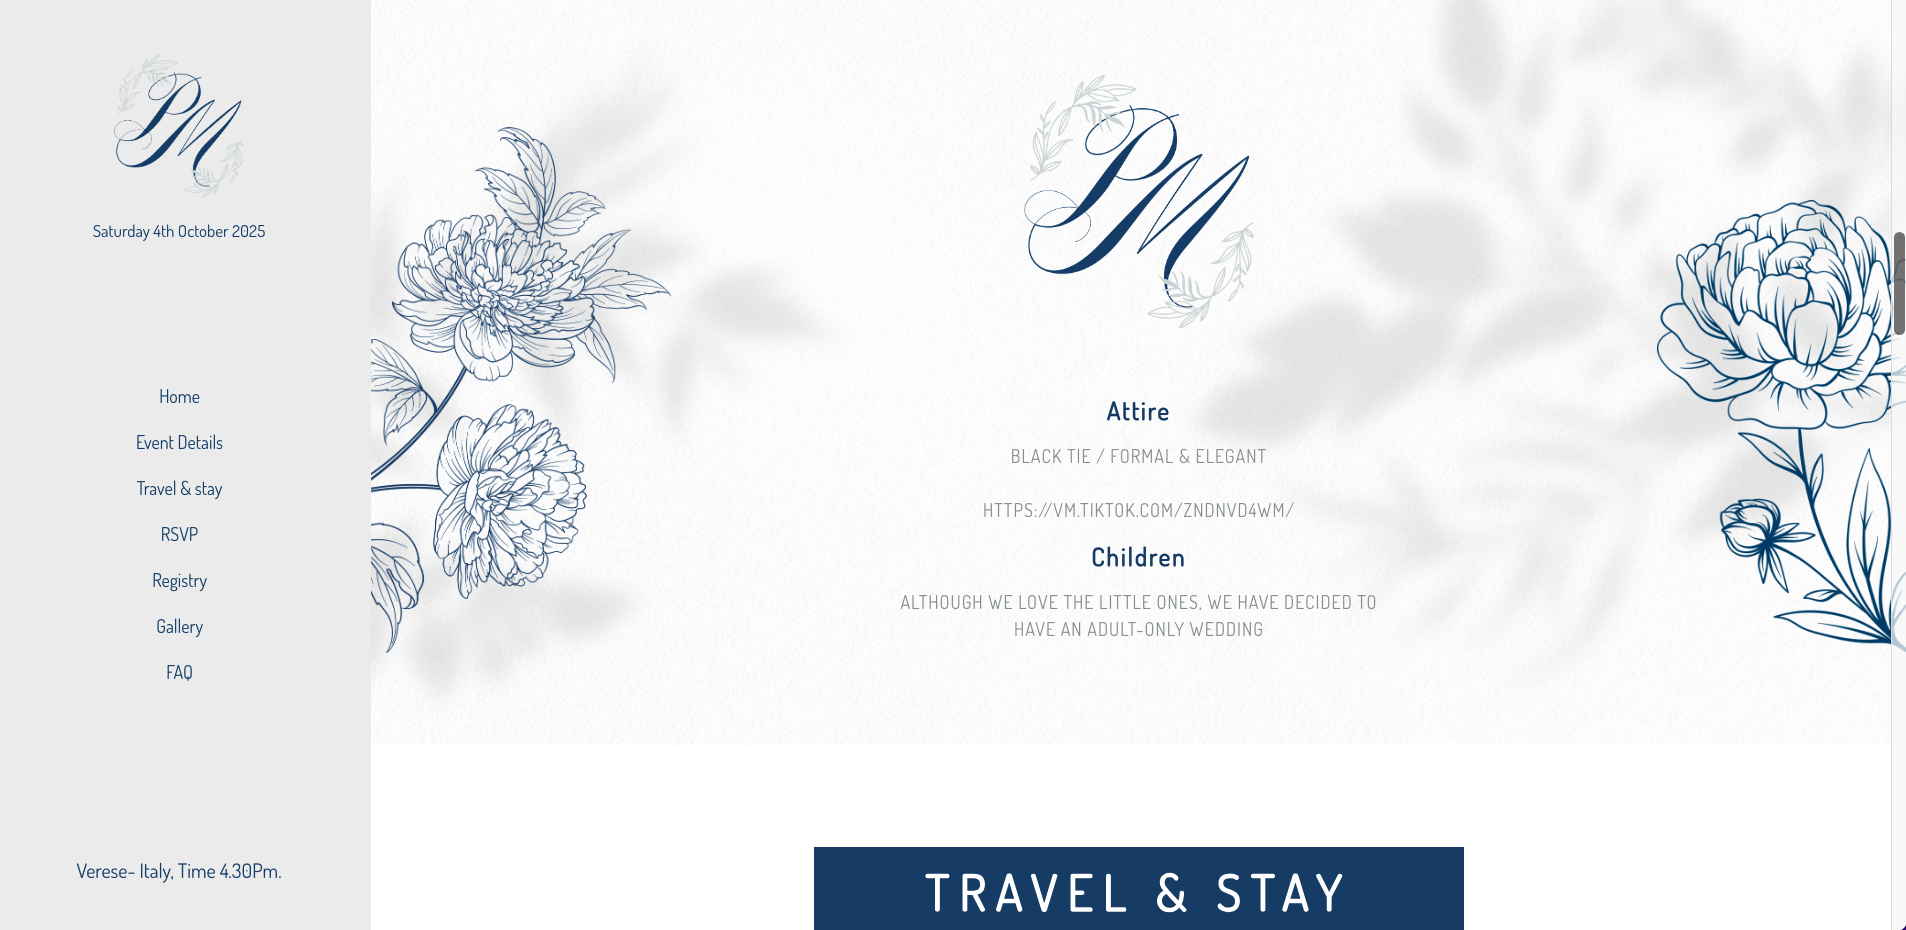 PM
Saturday 4th October 2025
Home
Event Details
Travel & stay
RSVP
Registry
Gallery
FAQ
Verese- Italy, Time 4.30Pm.
PM
Attire
BLACK TIE / FORMAL & ELEGANT
HTTPS://VM.TIKTOK.COM/ZNDNVD4WM/
Children
ALTHOUGH WE LOVE THE LITTLE ONES, WE HAVE DECIDED TO
HAVE AN ADULT-ONLY WEDDING
TRAVEL & STAY